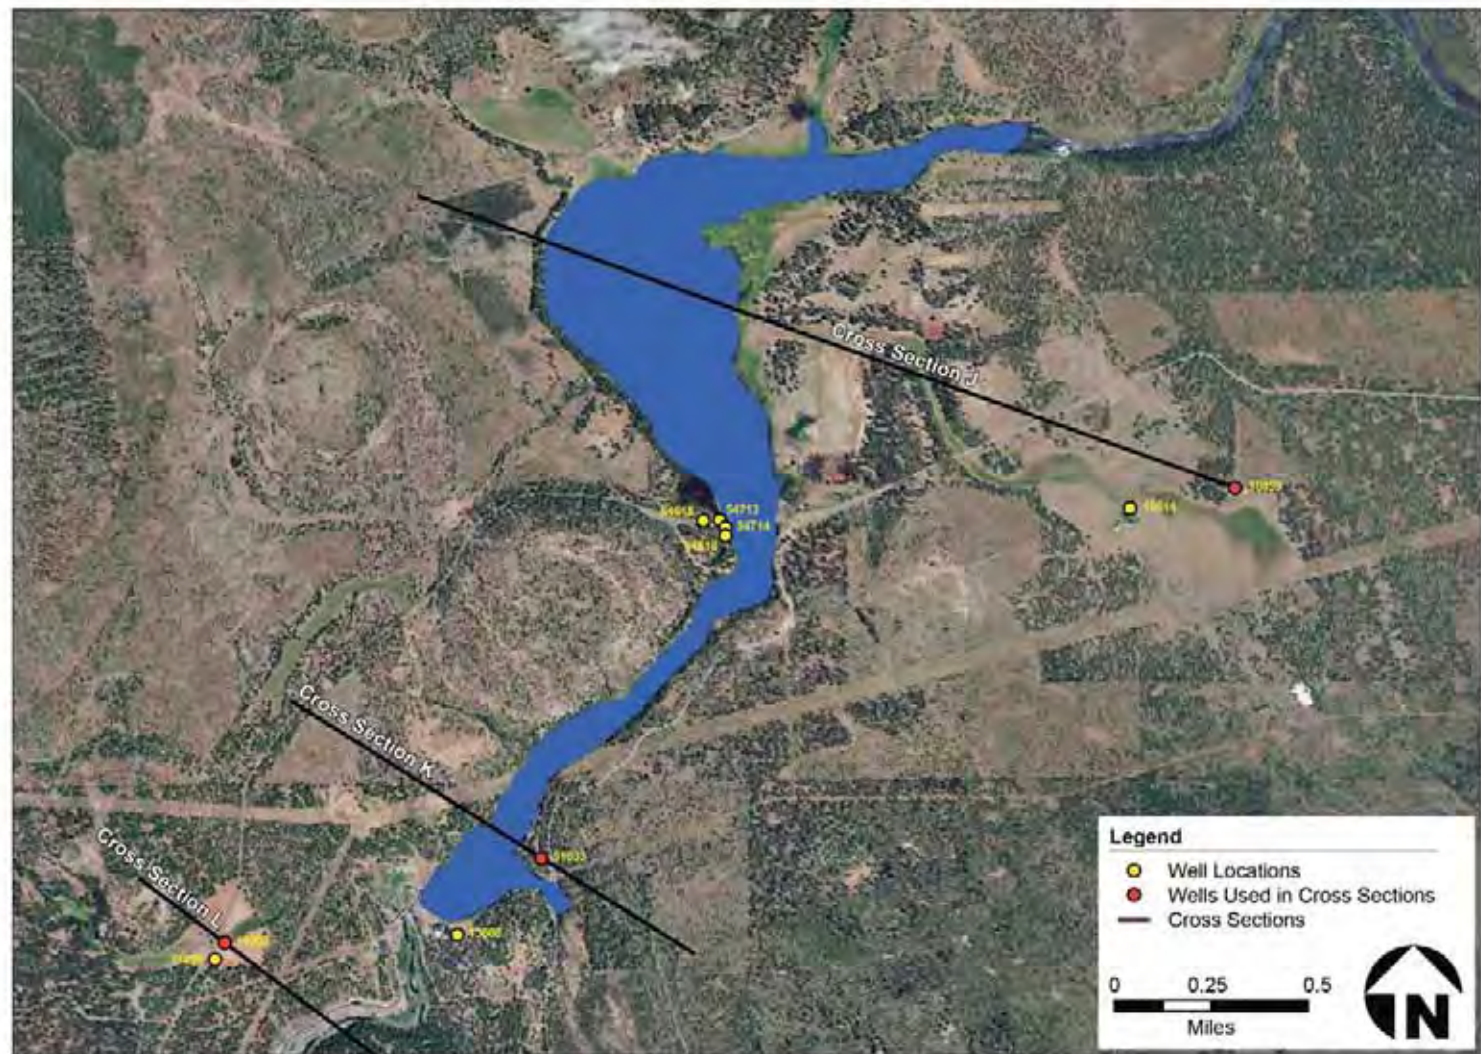 Cross Section J
54713
54714
Cross Section K
51033
Cross Section L
Legend
Well Locations
Wells Used in Cross Sections
Cross Sections
0 0.25 0.5
Miles
N